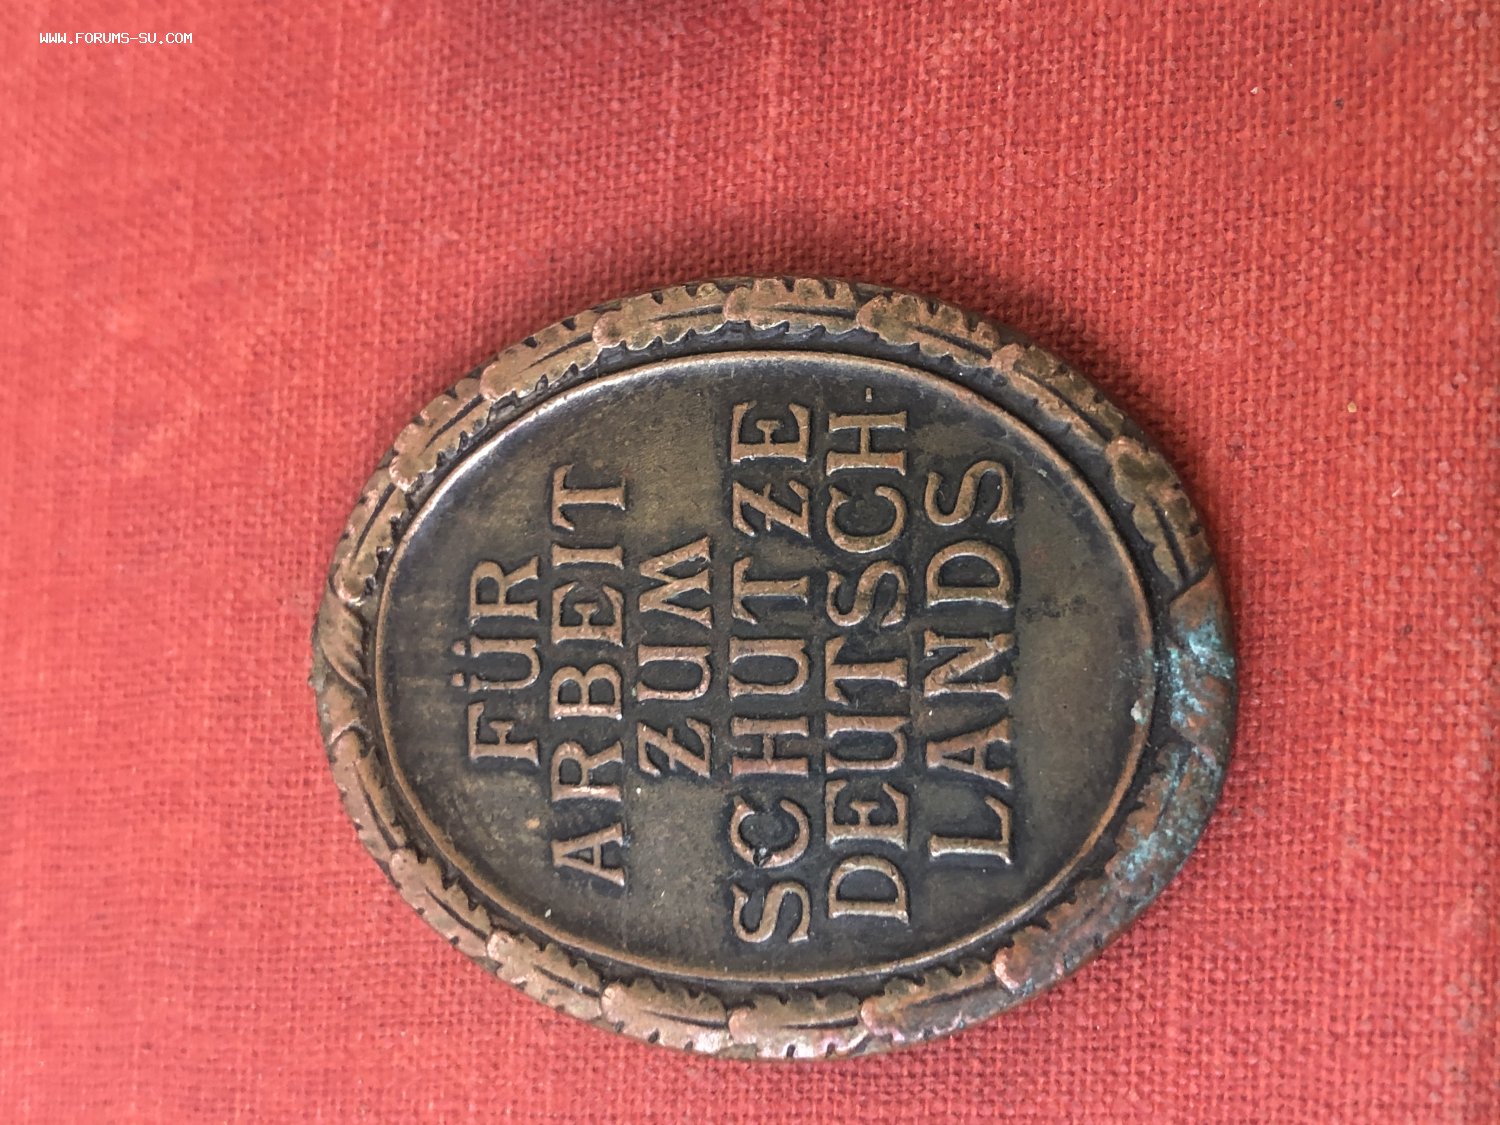 WWW.FORUMS-SU.COM
FÜR
ARBEIT
ZUM
SCHUTZE
DEUTSCH-
LANDS